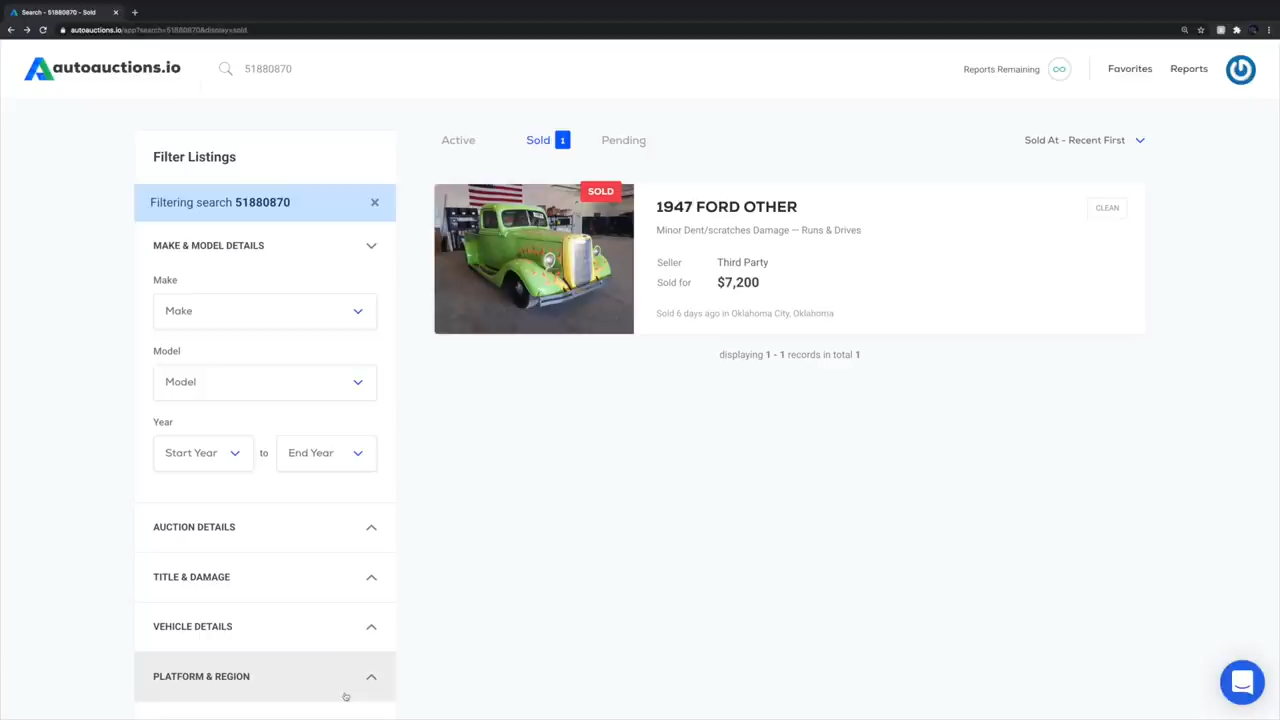 Search - 51880870 - Sold
autoauctions.io/app?search=51880870&display=sold
autoauctions.io
51880870
Reports Remaining
Favorites
Reports
Filter Listings
Filtering search 51880870
MAKE & MODEL DETAILS
Make
Make
Model
Model
Year
Start Year to End Year
AUCTION DETAILS
TITLE & DAMAGE
VEHICLE DETAILS
PLATFORM & REGION
Active Sold 1 Pending
Sold At - Recent First
SOLD
1947 FORD OTHER
CLEAN
Minor Dent/scratches Damage — Runs & Drives
Seller Third Party
Sold for $7,200
Sold 6 days ago in Oklahoma City, Oklahoma
displaying 1 - 1 records in total 1